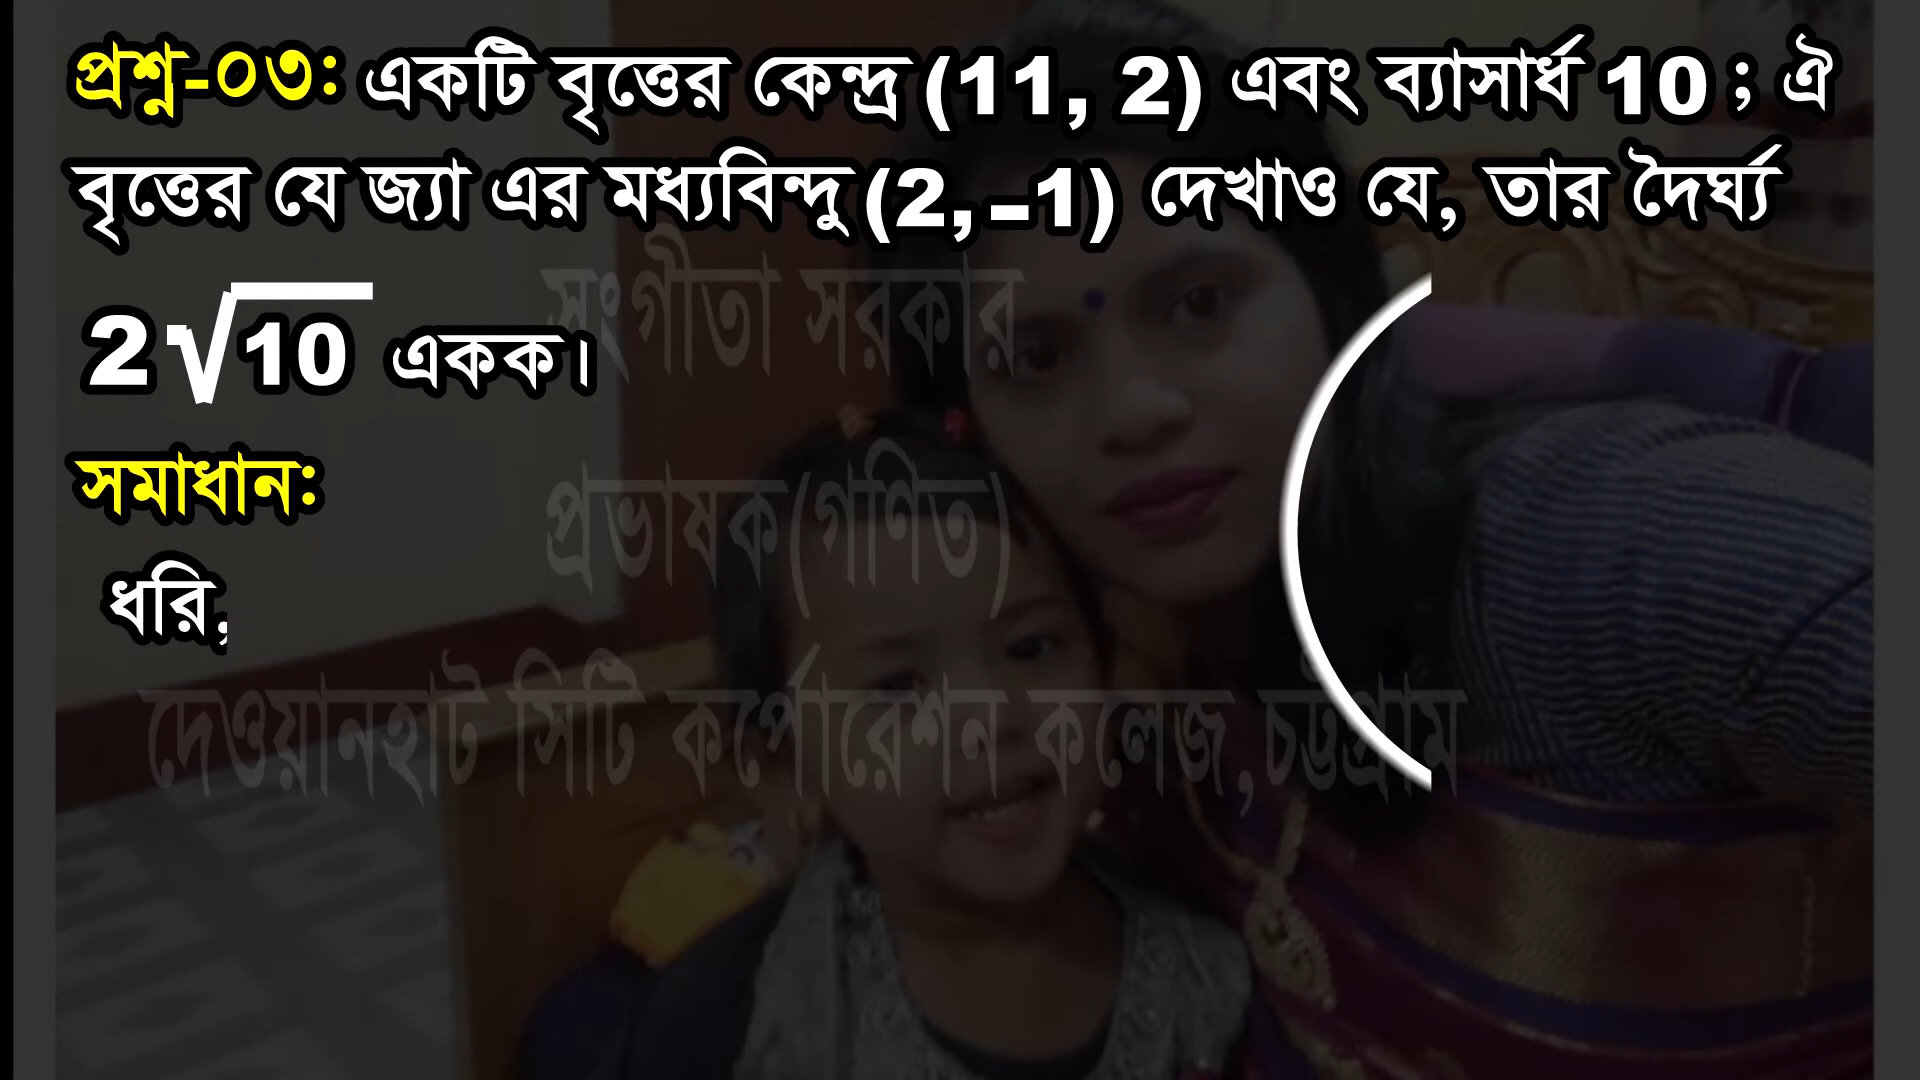 প্রশ্ন-০৩ঃ একটি বৃত্তের কেন্দ্র (11, 2) এবং ব্যাসার্ধ 10 ; ঐ
বৃত্তের যে জ্যা এর মধ্যবিন্দু (2, –1) দেখাও যে, তার দৈর্ঘ্য
2√10 একক।
সংগীতা সরকার
সমাধানঃ
প্রভাষক(গণিত)
ধরি,
দেওয়ানহাট সিটি কর্পোরেশন কলেজ,চট্টগ্রাম